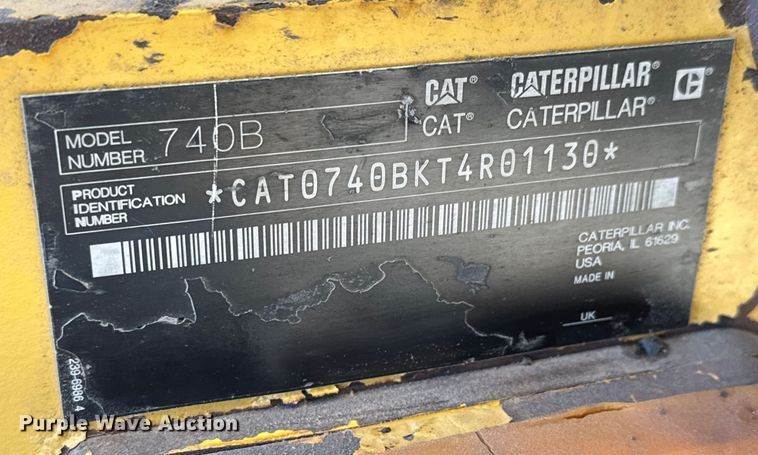 CAT® CATERPILLAR®
CAT® CATERPILLAR®
MODEL NUMBER 740B
PRODUCT IDENTIFICATION NUMBER *CAT0740BKT4R01130*
CATERPILLAR INC.
PEORIA, IL 61629
USA
MADE IN
UK
239-6986 4
Purple Wave Auction